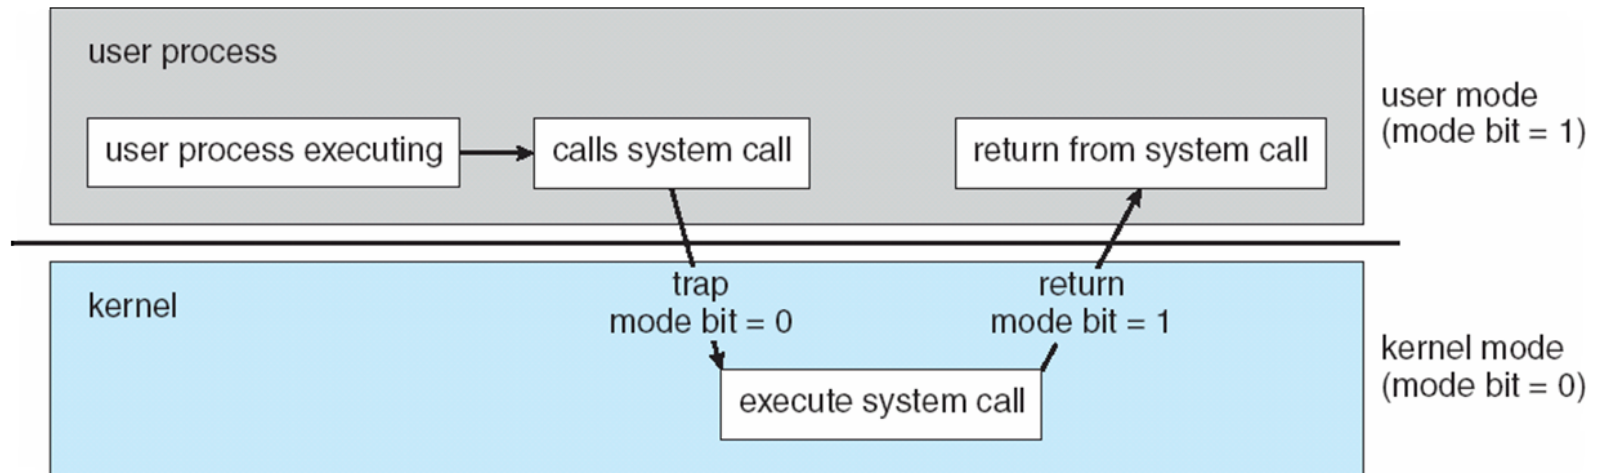 user process
user process executing
calls system call
return from system call
user mode
(mode bit = 1)
kernel
trap
mode bit = 0
return
mode bit = 1
execute system call
kernel mode
(mode bit = 0)